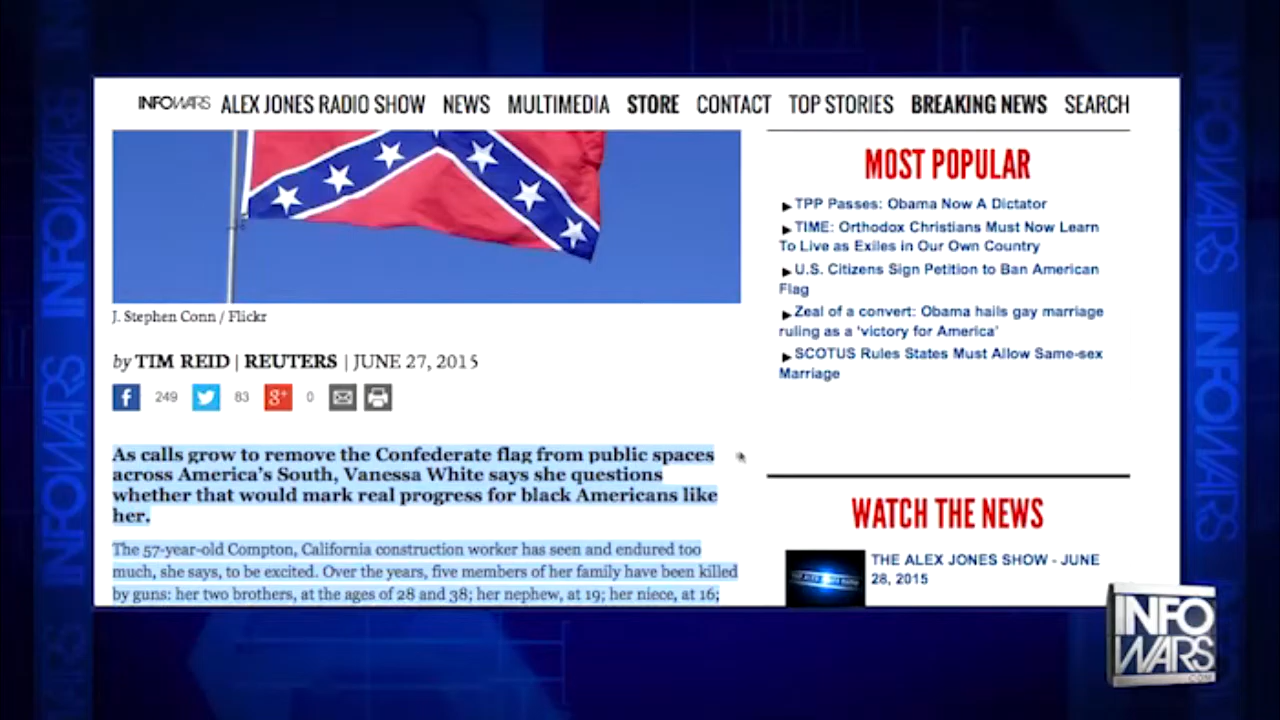 INFOWARS ALEX JONES RADIO SHOW NEWS MULTIMEDIA STORE CONTACT TOP STORIES BREAKING NEWS SEARCH
J. Stephen Conn / Flickr
by TIM REID | REUTERS | JUNE 27, 2015
249 83 0
As calls grow to remove the Confederate flag from public spaces
across America's South, Vanessa White says she questions
whether that would mark real progress for black Americans like
her.
The 57-year-old Compton, California construction worker has seen and endured too
much, she says, to be excited. Over the years, five members of her family have been killed
by guns: her two brothers, at the ages of 28 and 38; her nephew, at 19; her niece, at 16;
MOST POPULAR
TPP Passes: Obama Now A Dictator
TIME: Orthodox Christians Must Now Learn
To Live as Exiles in Our Own Country
U.S. Citizens Sign Petition to Ban American
Flag
Zeal of a convert: Obama hails gay marriage
ruling as a 'victory for America'
SCOTUS Rules States Must Allow Same-sex
Marriage
WATCH THE NEWS
THE ALEX JONES SHOW - JUNE
28, 2015
INFO
WARS
.COM
INFOWARS
INFOWARS